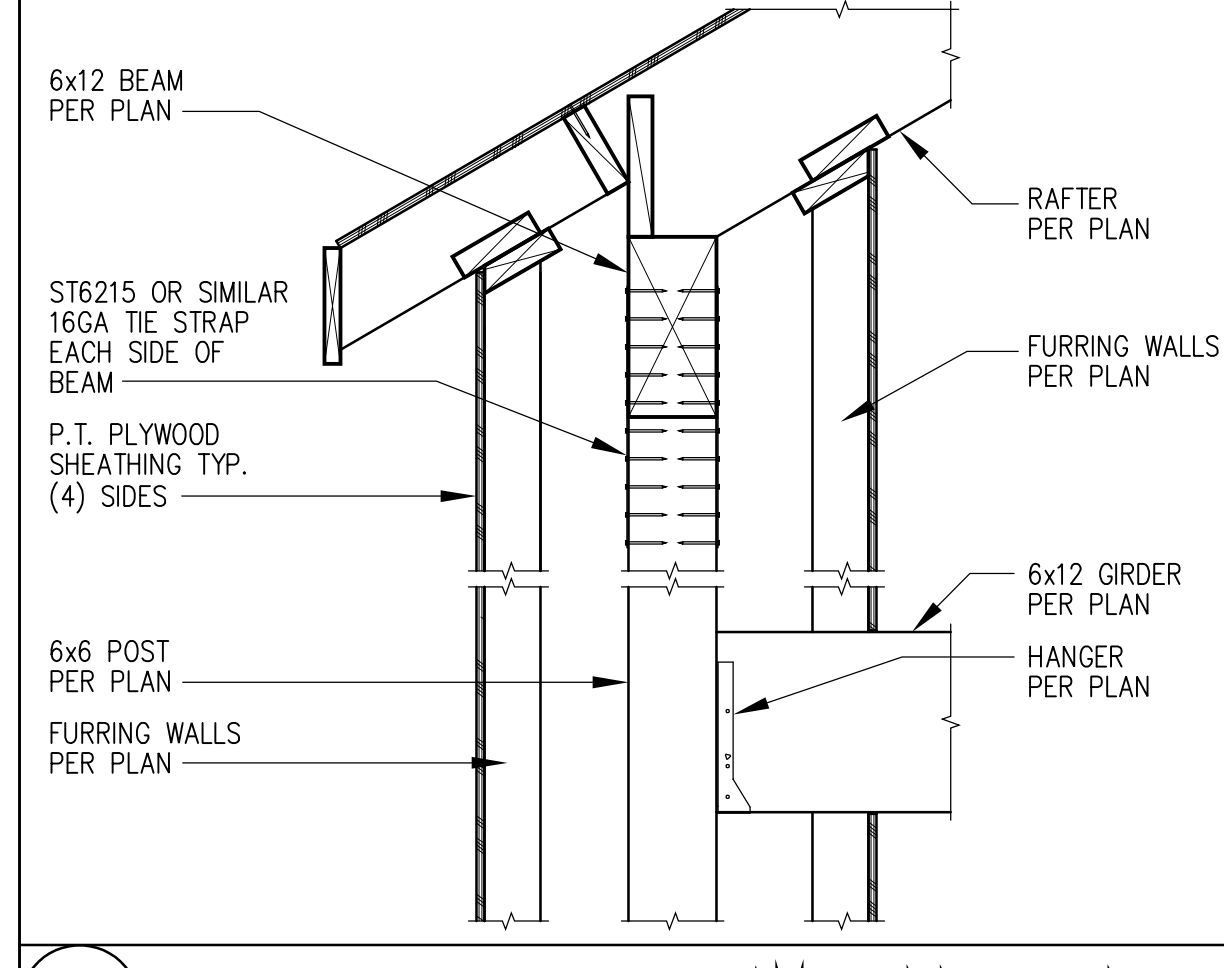 6x12 BEAM
PER PLAN
ST6215 OR SIMILAR
16GA TIE STRAP
EACH SIDE OF
BEAM
P.T. PLYWOOD
SHEATHING TYP.
(4) SIDES
6x6 POST
PER PLAN
FURRING WALLS
PER PLAN
RAFTER
PER PLAN
FURRING WALLS
PER PLAN
6x12 GIRDER
PER PLAN
HANGER
PER PLAN